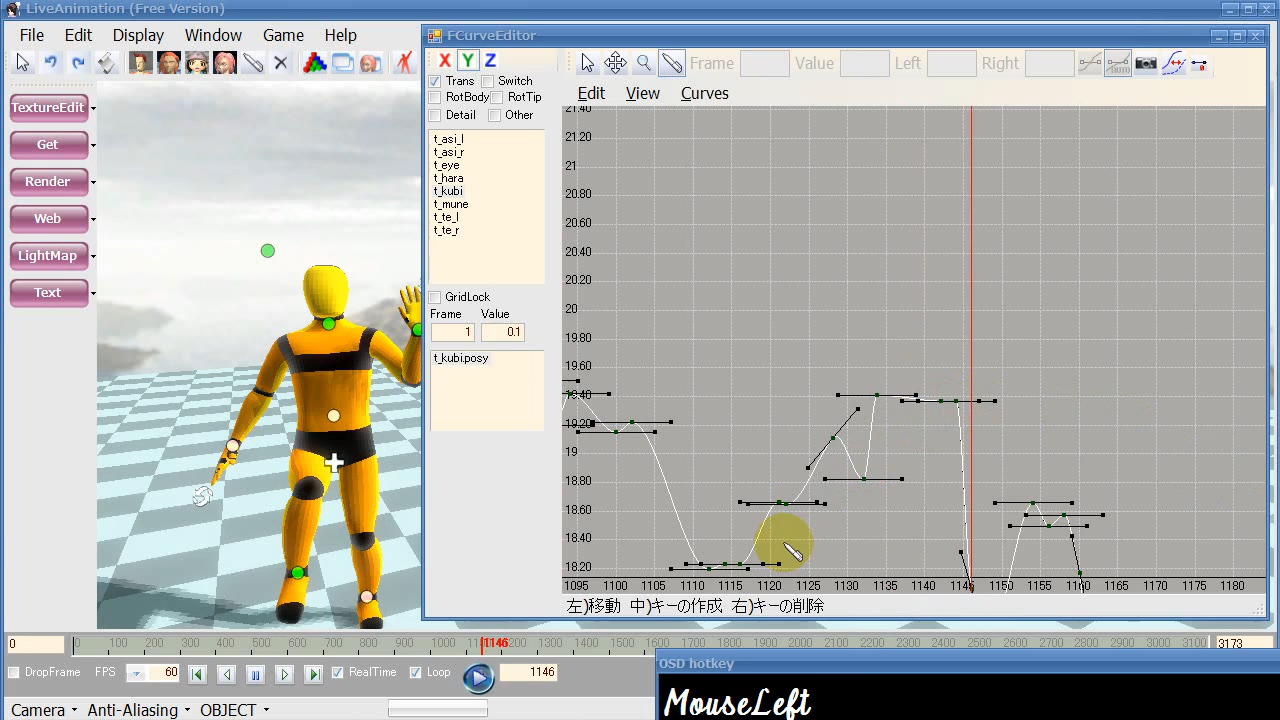 LiveAnimation (Free Version)
File Edit Display Window Game Help
TextureEdit
Get
Render
Web
LightMap
Text
FCurveEditor
X Y Z
Trans Switch
RotBody RotTip
Detail Other
t_asi_l
t_asi_r
t_eye
t_hara
t_kubi
t_mune
t_te_l
t_te_r
GridLock
Frame Value
1 0.1
t_kubi.posy
Frame Value Left Right
Edit View Curves
21.40
21.20
21
20.80
20.60
20.40
20.20
20
19.80
19.60
19.40
19.20
19
18.80
18.60
18.40
18.20
1095 1100 1105 1110 1115 1120 1125 1130 1135 1140 1146 1150 1155 1160 1165 1170 1175 1180
左)移動 中)キーの作成 右)キーの削除
0 0 100 200 300 400 500 600 700 800 900 1000 1146 1200 1300 1400 1500 1600 1700 1800 1900 2000 2100 2200 2300 2400 2500 2600 2700 2800 2900 3000 3100 3173
DropFrame FPS 60 RealTime Loop 1146
Camera Anti-Aliasing OBJECT
OSD hotkey
MouseLeft